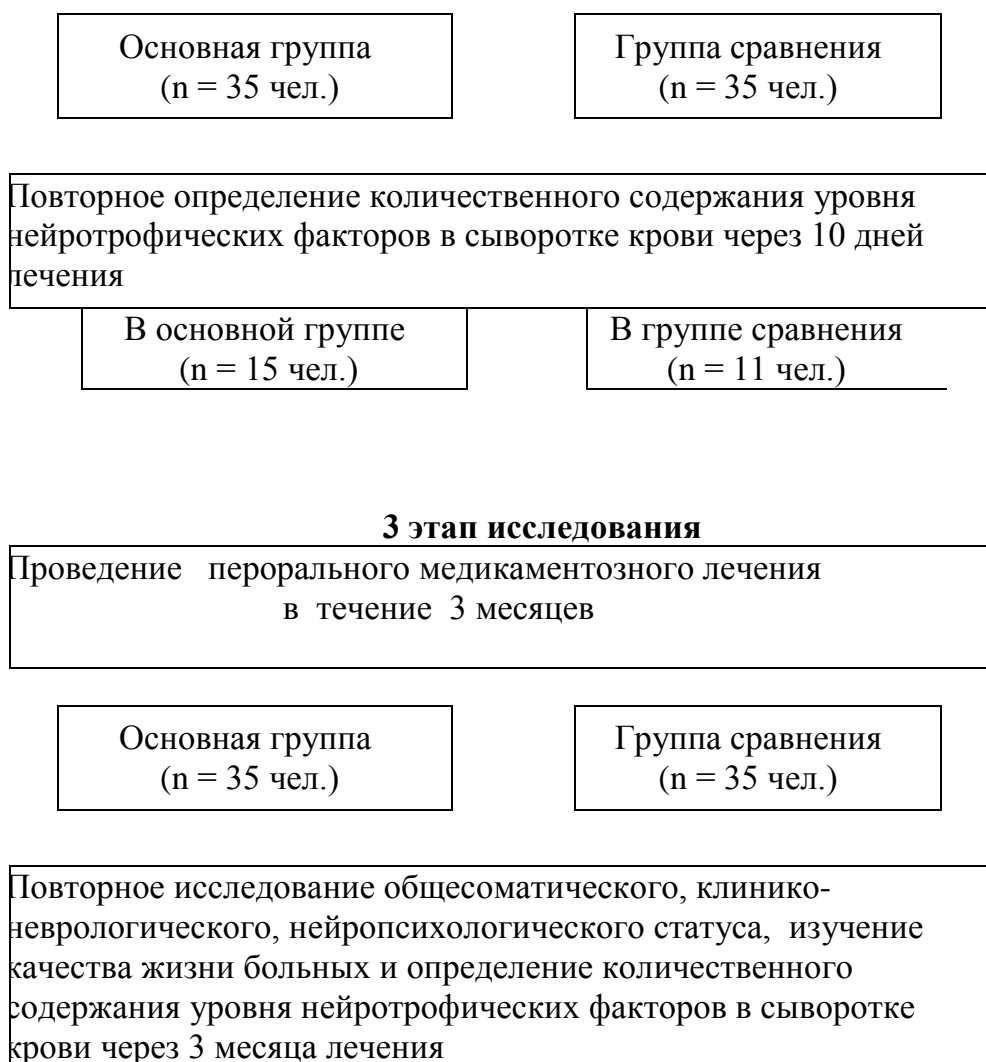 Основная группа
(n = 35 чел.)
Группа сравнения
(n = 35 чел.)
Повторное определение количественного содержания уровня
нейротрофических факторов в сыворотке крови через 10 дней
лечения
В основной группе
(n = 15 чел.)
В группе сравнения
(n = 11 чел.)
3 этап исследования
Проведение перорального медикаментозного лечения
в течение 3 месяцев
Основная группа
(n = 35 чел.)
Группа сравнения
(n = 35 чел.)
Повторное исследование общесоматического, клинико-
неврологического, нейропсихологического статуса, изучение
качества жизни больных и определение количественного
содержания уровня нейротрофических факторов в сыворотке
крови через 3 месяца лечения